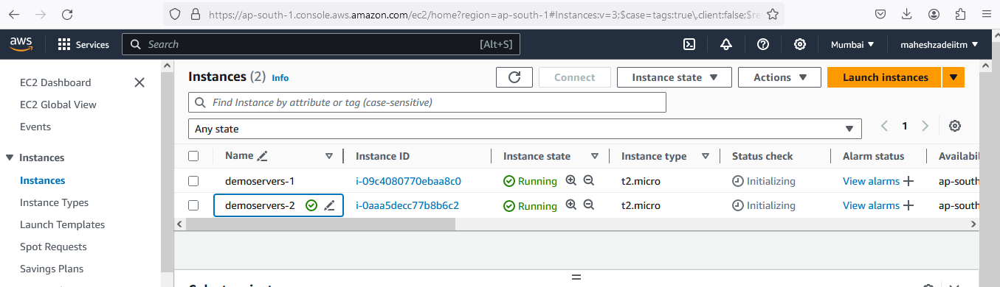 https://ap-south-1.console.aws.amazon.com/ec2/home?region=ap-south-1#Instances:v=3;$case=tags:true\,client:false;$re
aws Services Search [Alt+S] Mumbai maheshzadeiitm
EC2 Dashboard
EC2 Global View
Events
Instances
Instances
Instance Types
Launch Templates
Spot Requests
Savings Plans
Instances (2) Info Connect Instance state Actions Launch instances
Find Instance by attribute or tag (case-sensitive)
Any state 1
Name Instance ID Instance state Instance type Status check Alarm status Availabil
demoservers-1 i-09c4080770ebaa8c0 Running t2.micro Initializing View alarms ap-south
demoservers-2 i-0aaa5decc77b8b6c2 Running t2.micro Initializing View alarms ap-south